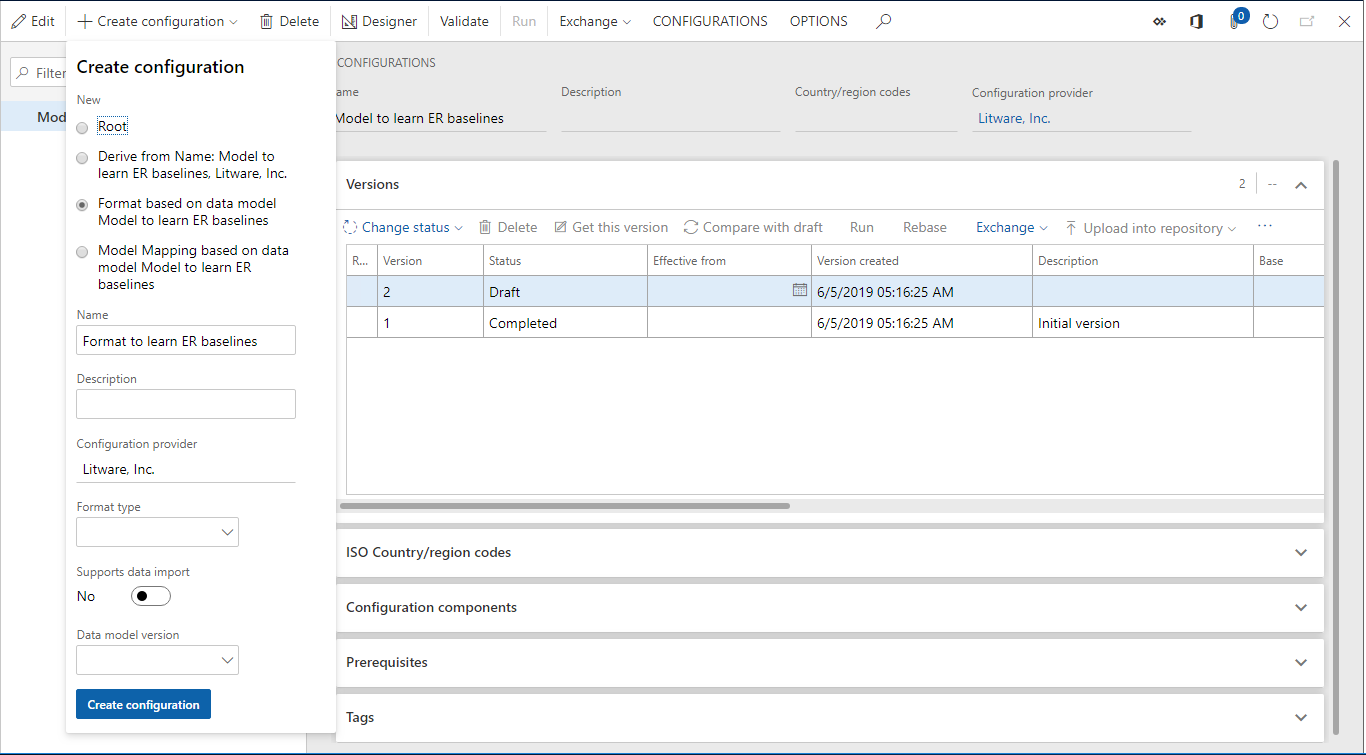 Edit
Create configuration
Delete
Designer
Validate
Run
Exchange
CONFIGURATIONS
OPTIONS
0
Filter
Mod
Create configuration
New
Root
Derive from Name: Model to
learn ER baselines, Litware, Inc.
Format based on data model
Model to learn ER baselines
Model Mapping based on data
model Model to learn ER
baselines
Name
Format to learn ER baselines
Description
Configuration provider
Litware, Inc.
Format type
Supports data import
No
Data model version
Create configuration
CONFIGURATIONS
ame
Description
Country/region codes
Configuration provider
Model to learn ER baselines
Litware, Inc.
Versions
2
--
Change status
Delete
Get this version
Compare with draft
Run
Rebase
Exchange
Upload into repository
...
R...
Version
Status
Effective from
Version created
Description
Base
2
Draft
6/5/2019 05:16:25 AM
1
Completed
6/5/2019 05:16:25 AM
Initial version
ISO Country/region codes
Configuration components
Prerequisites
Tags